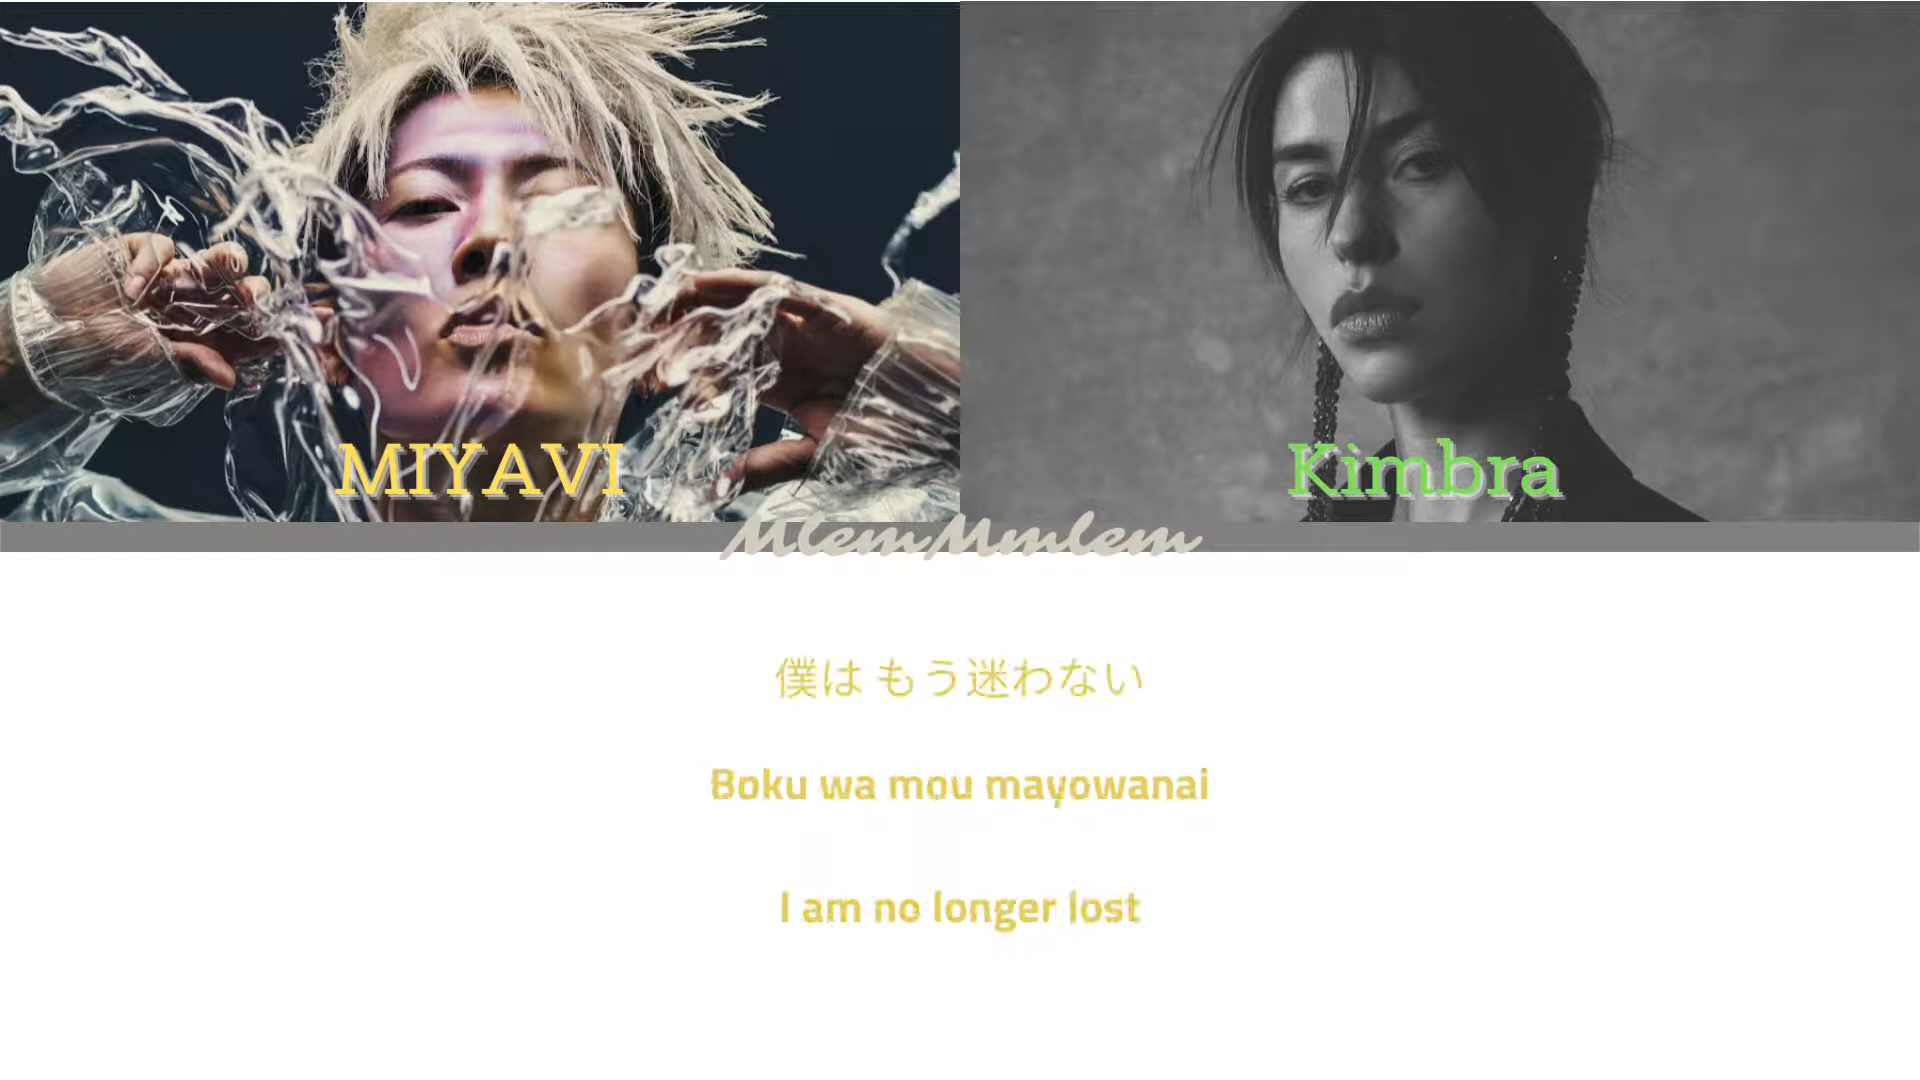 MIYAVI
Kimbra
MlemMmlem
僕は もう迷わない
Boku wa mou mayowanai
I am no longer lost